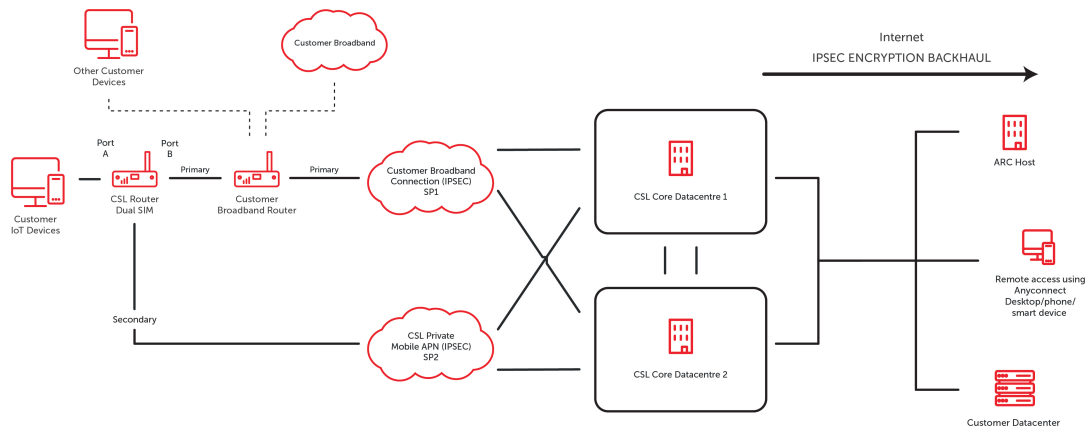 Internet
IPSEC ENCRYPTION BACKHAUL
Customer Broadband
Other Customer
Devices
Port
A
Port
B
Primary
Primary
Customer
IoT Devices
CSL Router
Dual SIM
Customer
Broadband Router
Customer Broadband
Connection (IPSEC)
SP1
CSL Core Datacentre 1
ARC Host
Remote access using
Anyconnect
Desktop/phone/
smart device
Secondary
CSL Private
Mobile APN (IPSEC)
SP2
CSL Core Datacentre 2
Customer Datacenter